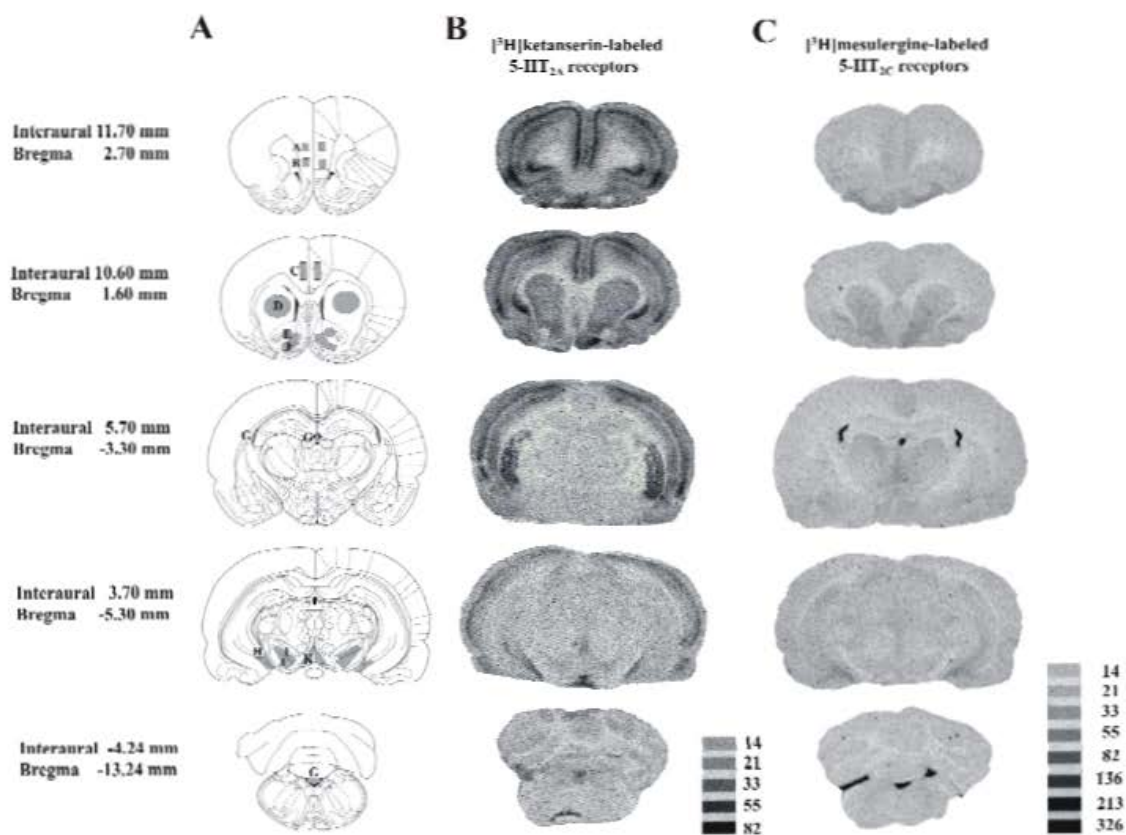 A
B
C
[³H]ketanserin-labeled
5-HT₂A receptors
[³H]mesulergine-labeled
5-HT₂C receptors
Interaural 11.70 mm
Bregma 2.70 mm
A
B
Interaural 10.60 mm
Bregma 1.60 mm
C
D
E
F
Interaural 5.70 mm
Bregma -3.30 mm
G
G
Interaural 3.70 mm
Bregma -5.30 mm
H
I
K
Interaural -4.24 mm
Bregma -13.24 mm
G
14
21
33
55
82
14
21
33
55
82
136
213
326